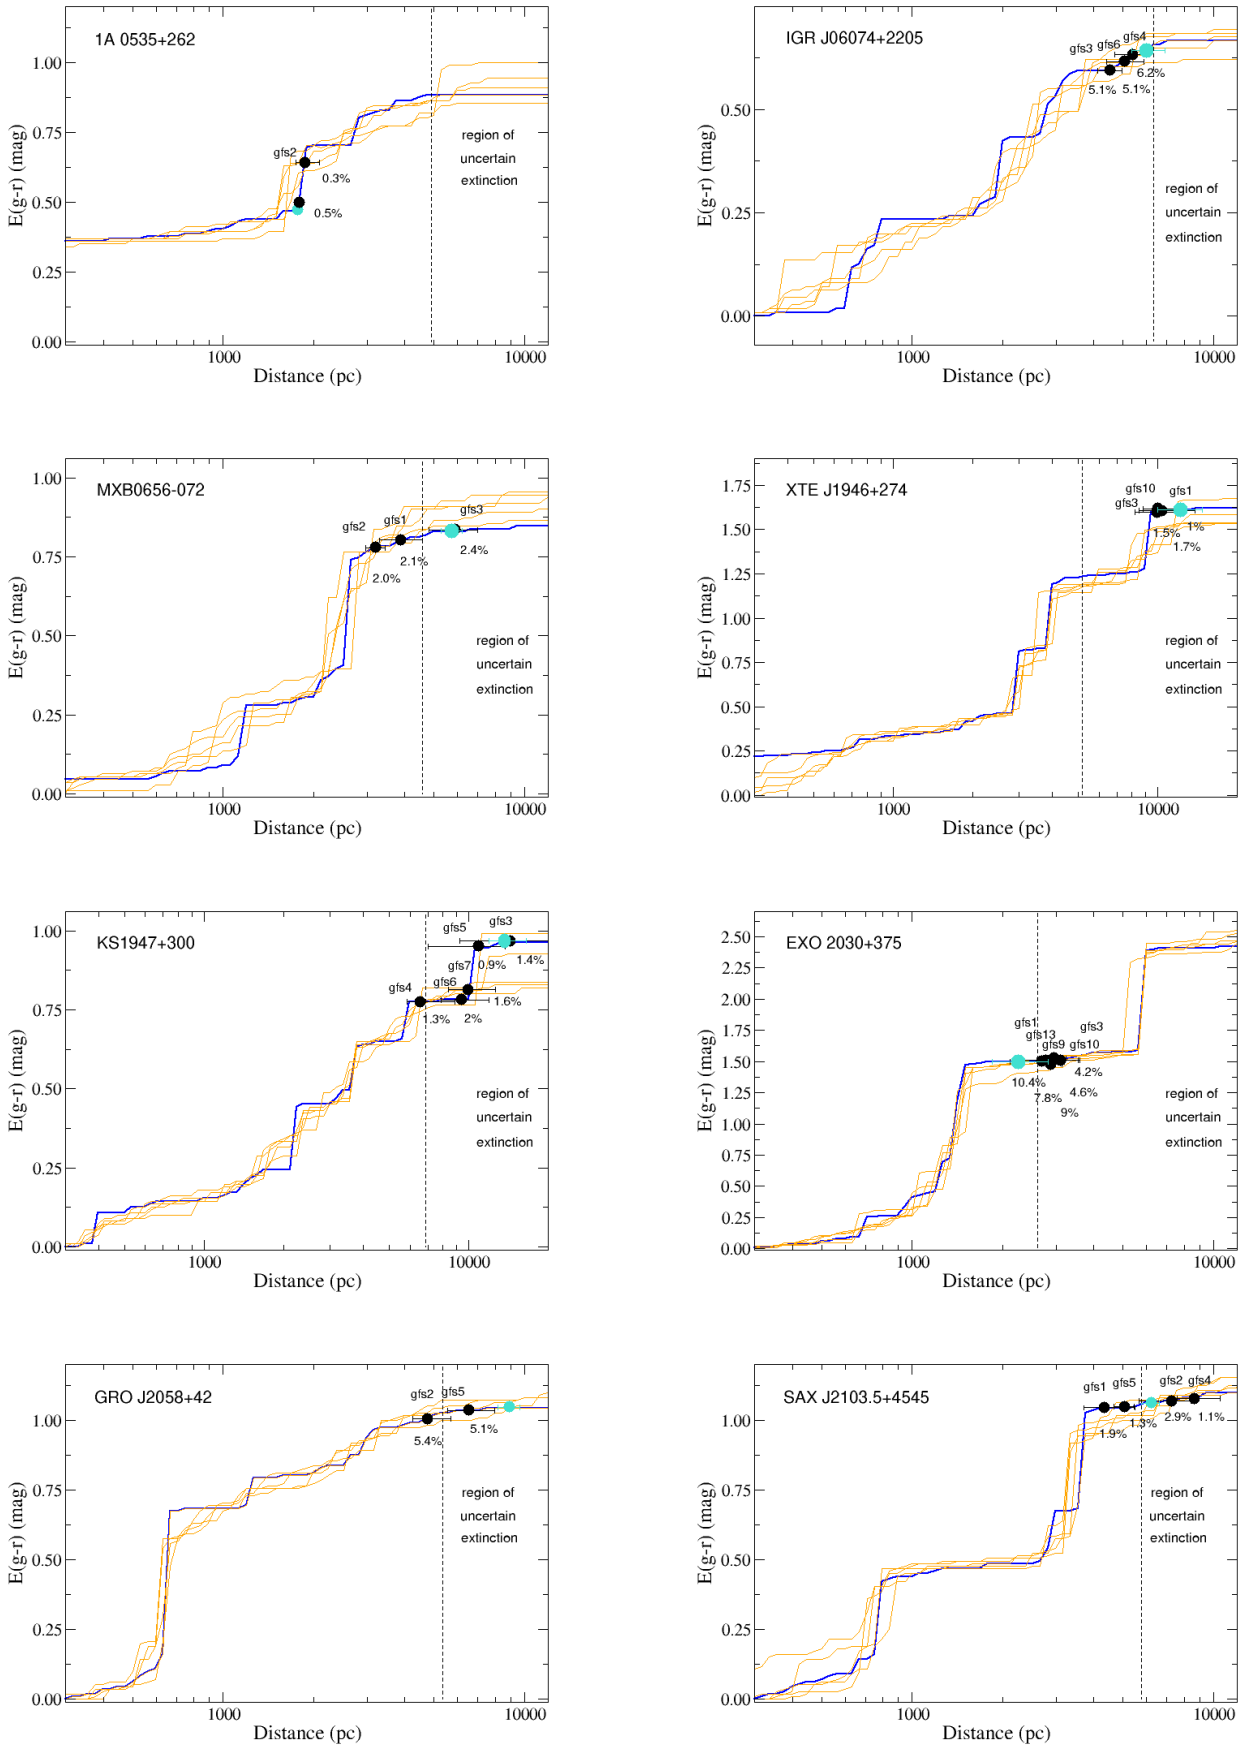 1A 0535+262
1.00
0.75
0.50
0.25
0.00
E(g-r) (mag)
gfs2
0.3%
0.5%
region of
uncertain
extinction
1000
10000
Distance (pc)
IGR J06074+2205
0.50
0.25
0.00
E(g-r) (mag)
gfs3
gfs6
gfs4
5.1%
6.2%
5.1%
region of
uncertain
extinction
1000
10000
Distance (pc)
MXB0656-072
1.00
0.75
0.50
0.25
0.00
E(g-r) (mag)
gfs2
gfs1
gfs3
2.0%
2.1%
2.4%
region of
uncertain
extinction
1000
10000
Distance (pc)
XTE J1946+274
1.75
1.50
1.25
1.00
0.75
0.50
0.25
0.00
E(g-r) (mag)
gfs10
gfs1
gfs3
1.5%
1%
1.7%
region of
uncertain
extinction
1000
10000
Distance (pc)
KS1947+300
1.00
0.75
0.50
0.25
0.00
E(g-r) (mag)
gfs3
gfs5
gfs7
0.9%
1.4%
gfs4
gfs6
1.3%
2%
1.6%
region of
uncertain
extinction
1000
10000
Distance (pc)
EXO 2030+375
2.50
2.25
2.00
1.75
1.50
1.25
1.00
0.75
0.50
0.25
0.00
E(g-r) (mag)
gfs1
gfs3
gfs13
gfs9
gfs10
10.4%
4.2%
7.8%
4.6%
9%
region of
uncertain
extinction
1000
10000
Distance (pc)
GRO J2058+42
1.00
0.75
0.50
0.25
0.00
E(g-r) (mag)
gfs2
gfs5
5.4%
5.1%
region of
uncertain
extinction
1000
10000
Distance (pc)
SAX J2103.5+4545
1.00
0.75
0.50
0.25
0.00
E(g-r) (mag)
gfs1
gfs5
gfs2
gfs4
1.9%
1.3%
2.9%
1.1%
region of
uncertain
extinction
1000
10000
Distance (pc)